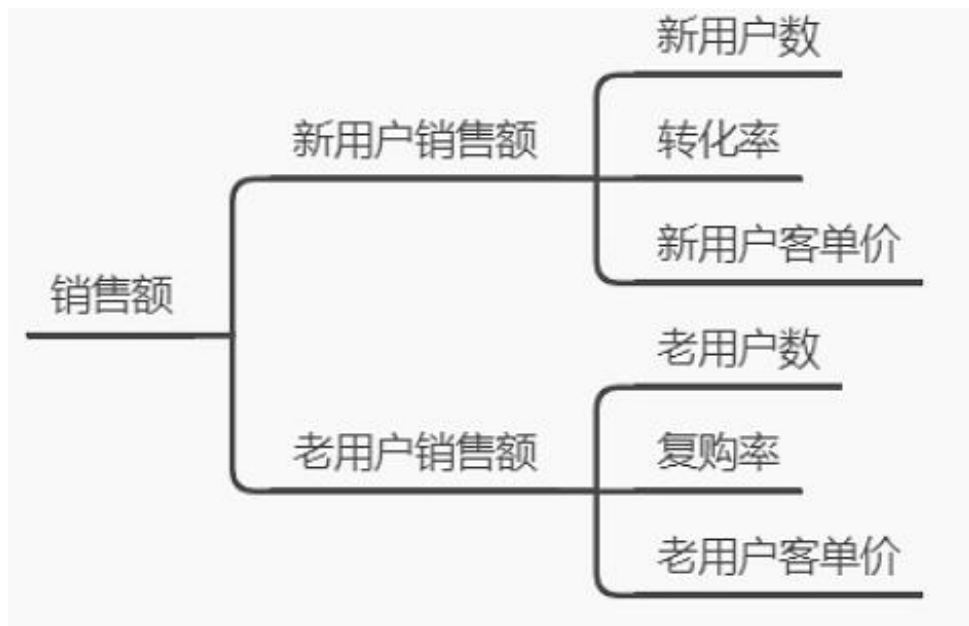 销售额
新用户销售额
新用户数
转化率
新用户客单价
老用户销售额
老用户数
复购率
老用户客单价